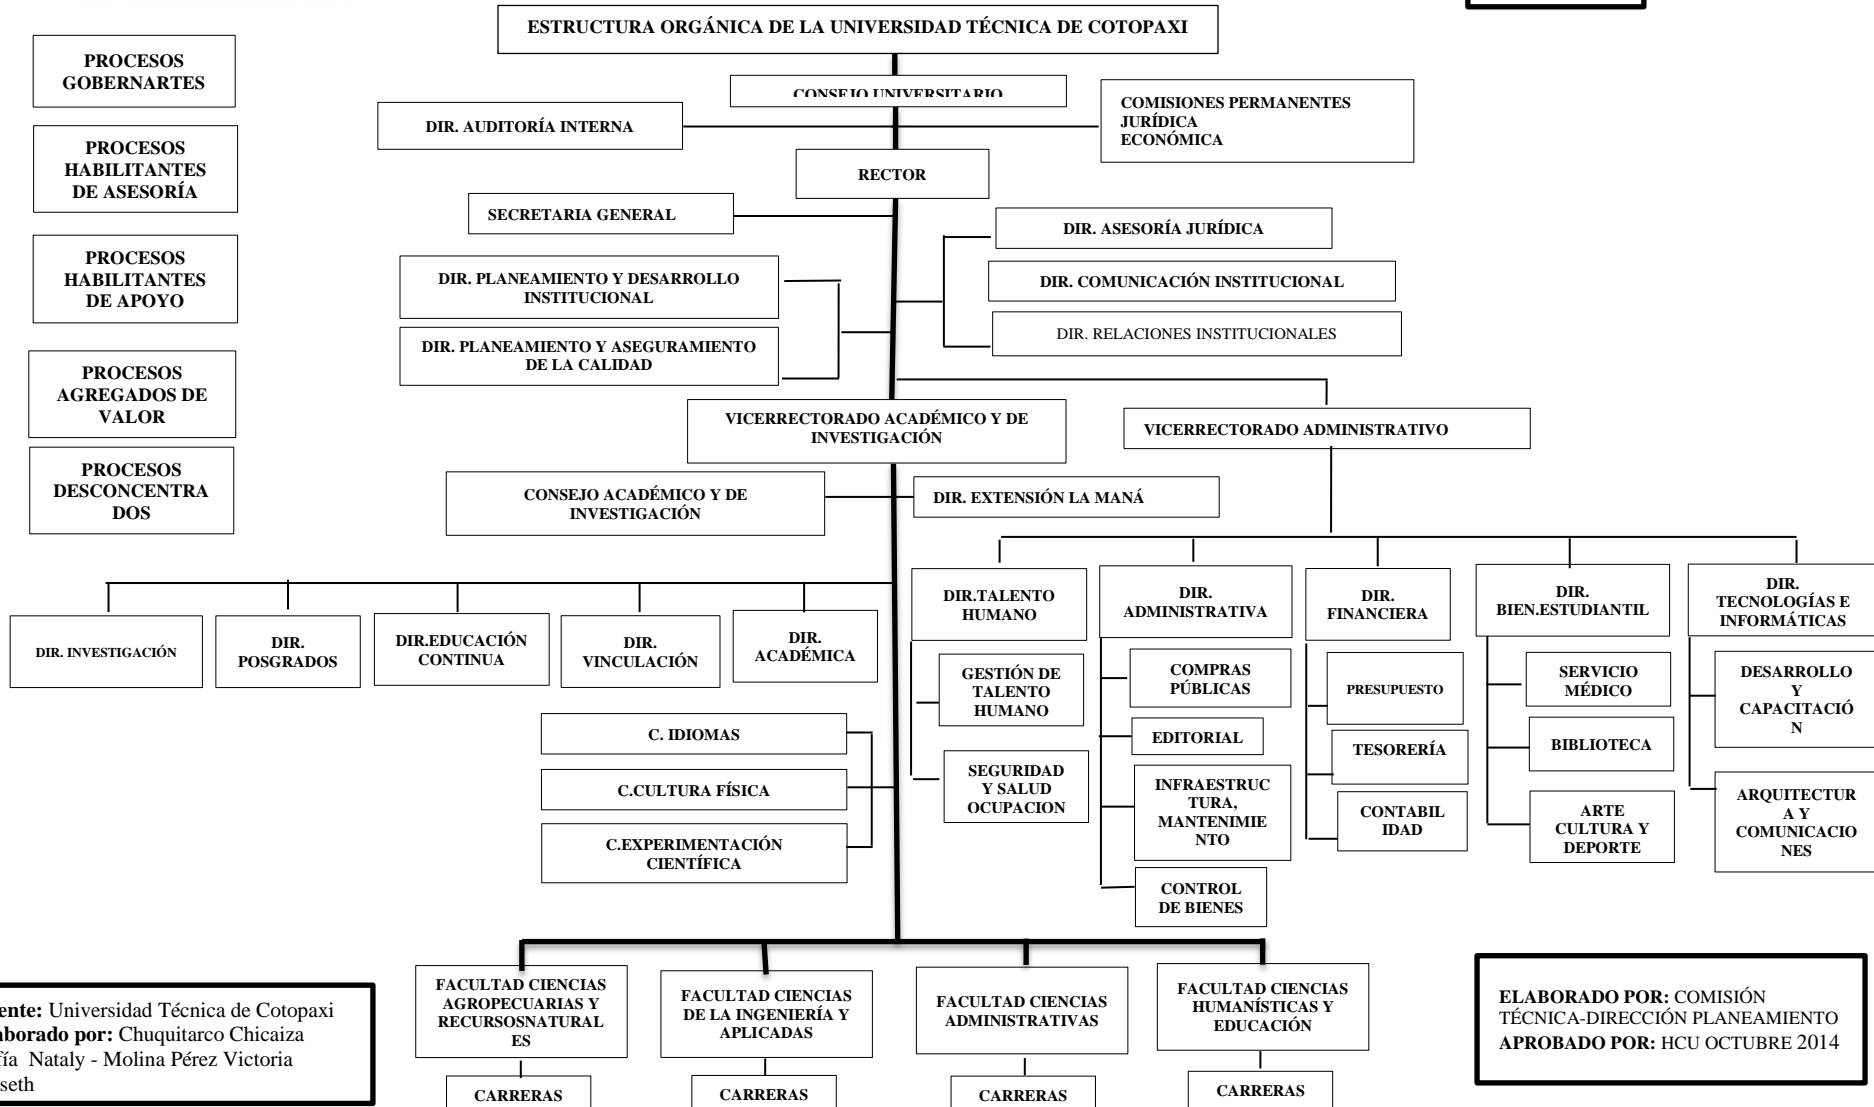 ESTRUCTURA ORGÁNICA DE LA UNIVERSIDAD TÉCNICA DE COTOPAXI
PROCESOS
GOBERNARTES
PROCESOS
HABILITANTES
DE ASESORÍA
PROCESOS
HABILITANTES
DE APOYO
PROCESOS
AGREGADOS DE
VALOR
PROCESOS
DESCONCENTRA
DOS
CONSEJO UNIVERSITARIO
DIR. AUDITORÍA INTERNA
COMISIONES PERMANENTES
JURÍDICA
ECONÓMICA
RECTOR
SECRETARIA GENERAL
DIR. ASESORÍA JURÍDICA
DIR. PLANEAMIENTO Y DESARROLLO
INSTITUCIONAL
DIR. COMUNICACIÓN INSTITUCIONAL
DIR. PLANEAMIENTO Y ASEGURAMIENTO
DE LA CALIDAD
DIR. RELACIONES INSTITUCIONALES
VICERRECTORADO ACADÉMICO Y DE
INVESTIGACIÓN
VICERRECTORADO ADMINISTRATIVO
CONSEJO ACADÉMICO Y DE
INVESTIGACIÓN
DIR. EXTENSIÓN LA MANÁ
DIR. INVESTIGACIÓN
DIR.
POSGRADOS
DIR.EDUCACIÓN
CONTINUA
DIR.
VINCULACIÓN
DIR.
ACADÉMICA
DIR.TALENTO
HUMANO
DIR.
ADMINISTRATIVA
DIR.
FINANCIERA
DIR.
BIEN.ESTUDIANTIL
DIR.
TECNOLOGÍAS E
INFORMÁTICAS
GESTIÓN DE
TALENTO
HUMANO
SEGURIDAD
Y SALUD
OCUPACION
COMPRAS
PÚBLICAS
EDITORIAL
INFRAESTRUC
TURA,
MANTENIMIE
NTO
CONTROL
DE BIENES
PRESUPUESTO
TESORERÍA
CONTABIL
IDAD
SERVICIO
MÉDICO
BIBLIOTECA
ARTE
CULTURA Y
DEPORTE
DESARROLLO
Y
CAPACITACIÓ
N
ARQUITECTUR
A Y
COMUNICACIO
NES
C. IDIOMAS
C.CULTURA FÍSICA
C.EXPERIMENTACIÓN
CIENTÍFICA
FACULTAD CIENCIAS
AGROPECUARIAS Y
RECURSOSNATURAL
ES
FACULTAD CIENCIAS
DE LA INGENIERÍA Y
APLICADAS
FACULTAD CIENCIAS
ADMINISTRATIVAS
FACULTAD CIENCIAS
HUMANÍSTICAS Y
EDUCACIÓN
CARRERAS
CARRERAS
CARRERAS
CARRERAS
ente: Universidad Técnica de Cotopaxi
aborado por: Chuquitarco Chicaiza
fía Nataly - Molina Pérez Victoria
seth
ELABORADO POR: COMISIÓN
TÉCNICA-DIRECCIÓN PLANEAMIENTO
APROBADO POR: HCU OCTUBRE 2014